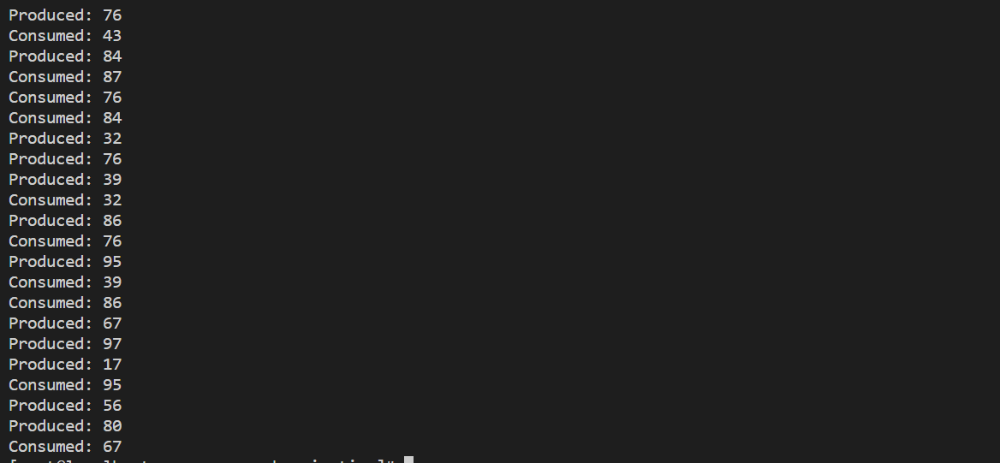 Produced: 76
Consumed: 43
Produced: 84
Consumed: 87
Consumed: 76
Consumed: 84
Produced: 32
Produced: 76
Produced: 39
Consumed: 32
Produced: 86
Consumed: 76
Produced: 95
Consumed: 39
Consumed: 86
Produced: 67
Produced: 97
Produced: 17
Consumed: 95
Produced: 56
Produced: 80
Consumed: 67